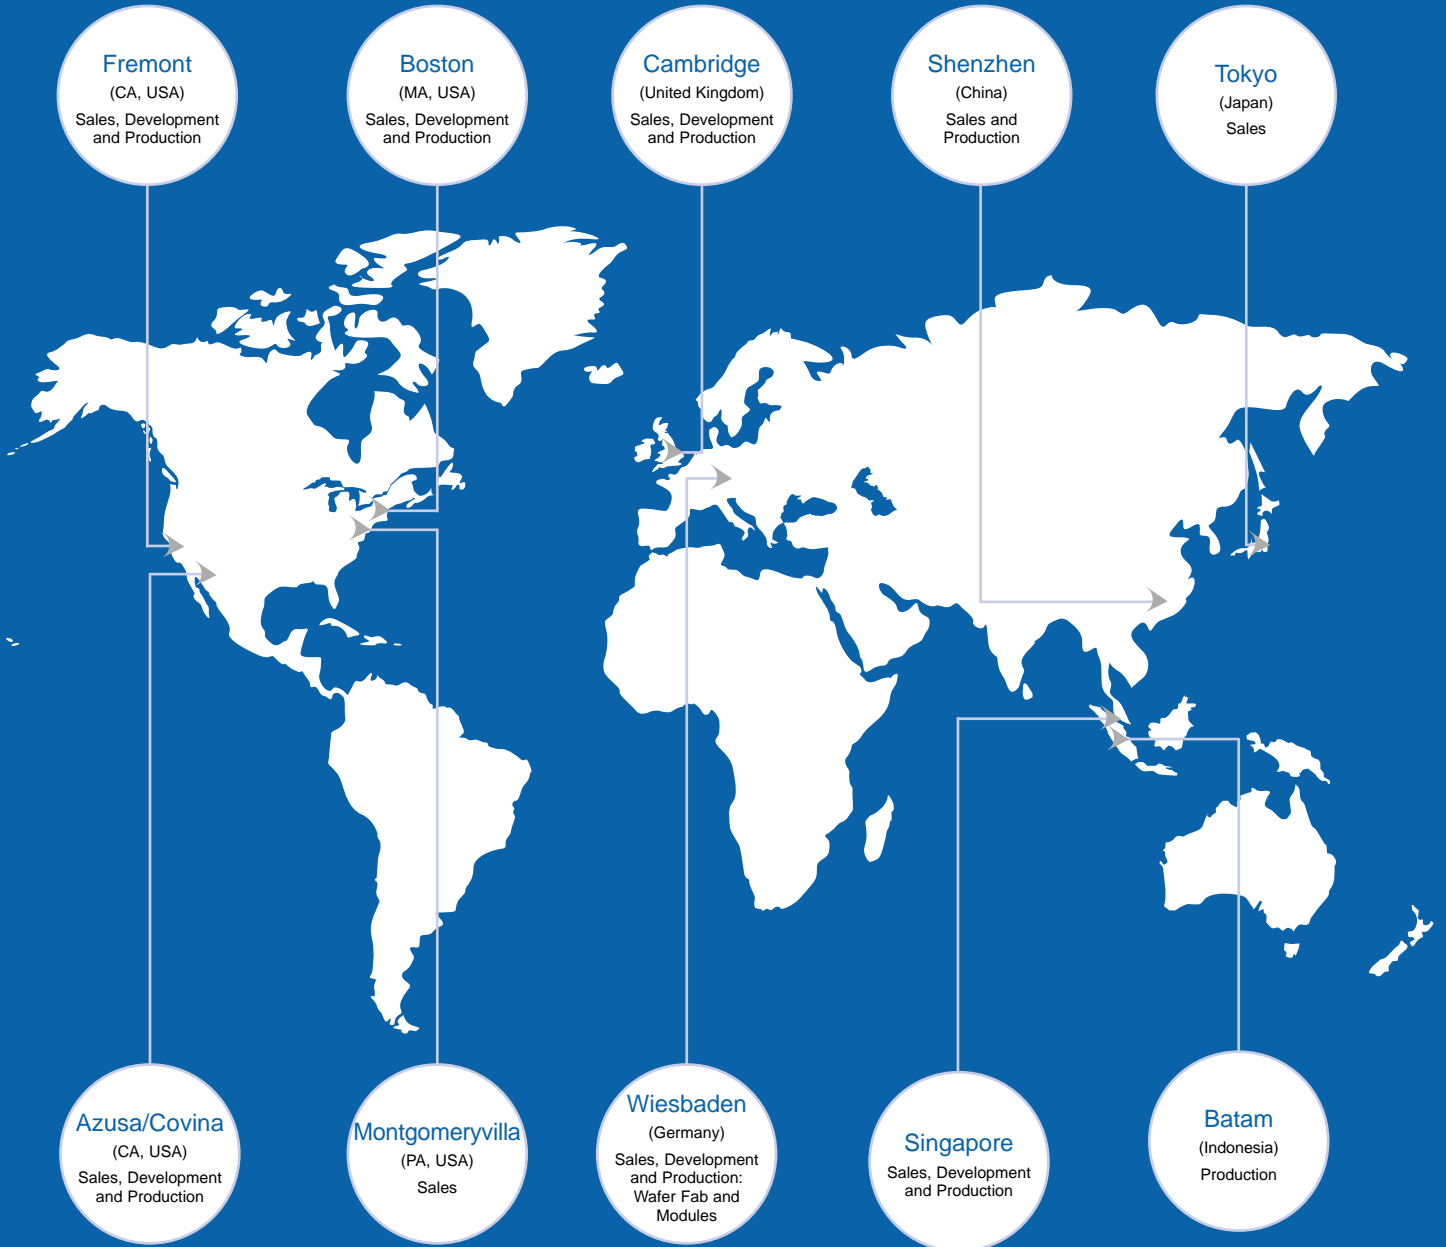 Fremont
(CA, USA)
Sales, Development
and Production
Boston
(MA, USA)
Sales, Development
and Production
Cambridge
(United Kingdom)
Sales, Development
and Production
Shenzhen
(China)
Sales and
Production
Tokyo
(Japan)
Sales
Azusa/Covina
(CA, USA)
Sales, Development
and Production
Montgomeryvilla
(PA, USA)
Sales
Wiesbaden
(Germany)
Sales, Development
and Production:
Wafer Fab and
Modules
Singapore
Sales, Development
and Production
Batam
(Indonesia)
Production